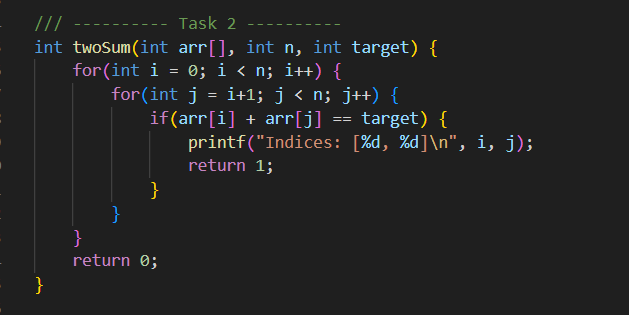 /// ---------- Task 2 ----------
int twoSum(int arr[], int n, int target) {
    for(int i = 0; i < n; i++) {
        for(int j = i+1; j < n; j++) {
            if(arr[i] + arr[j] == target) {
                printf("Indices: [%d, %d]\n", i, j);
                return 1;
            }
        }
    }
    return 0;
}